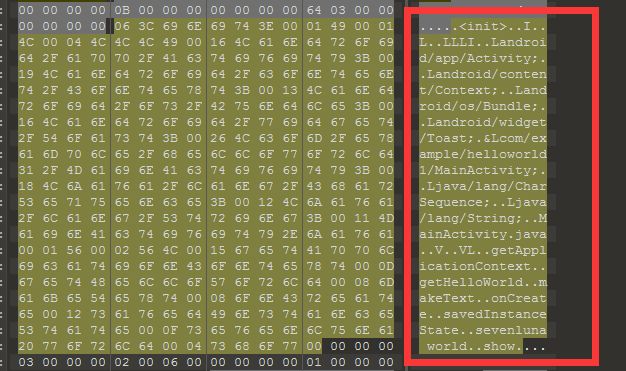 00 00 00 00 0B 00 00 00 00 00 00 00 64 03 00 00
00 00 00 00 06 3C 69 6E 69 74 3E 00 01 49 00 01 .....<init>..I..
4C 00 04 4C 4C 4C 49 00 16 4C 61 6E 64 72 6F 69 L..LLLI..Landroi
64 2F 61 70 70 2F 41 63 74 69 76 69 74 79 3B 00 d/app/Activity;.
19 4C 61 6E 64 72 6F 69 64 2F 63 6F 6E 74 65 6E .Landroid/conten
74 2F 43 6F 6E 74 65 78 74 3B 00 13 4C 61 6E 64 t/Context;..Land
72 6F 69 64 2F 6F 73 2F 42 75 6E 64 6C 65 3B 00 roid/os/Bundle;.
16 4C 61 6E 64 72 6F 69 64 2F 77 69 64 67 65 74 .Landroid/widget
2F 54 6F 61 73 74 3B 00 26 4C 63 6F 6D 2F 65 78 /Toast;.&Lcom/ex
61 6D 70 6C 65 2F 68 65 6C 6C 6F 77 6F 72 6C 64 ample/helloworld
31 2F 4D 61 69 6E 41 63 74 69 76 69 74 79 3B 00 1/MainActivity;.
18 4C 6A 61 76 61 2F 6C 61 6E 67 2F 43 68 61 72 .Ljava/lang/Char
53 65 71 75 65 6E 63 65 3B 00 12 4C 6A 61 76 61 Sequence;..Ljava
2F 6C 61 6E 67 2F 53 74 72 69 6E 67 3B 00 11 4D /lang/String;..M
61 69 6E 41 63 74 69 76 69 74 79 2E 6A 61 76 61 ainActivity.java
00 01 56 00 02 56 4C 00 15 67 65 74 41 70 70 6C ..V..VL..getAppl
69 63 61 74 69 6F 6E 43 6F 6E 74 65 78 74 00 0D icationContext..
67 65 74 48 65 6C 6C 6F 57 6F 72 6C 64 00 08 6D getHelloWorld..m
61 6B 65 54 65 78 74 00 08 6F 6E 43 72 65 61 74 akeText..onCreat
65 00 12 73 61 76 65 64 49 6E 73 74 61 6E 63 65 e..savedInstance
53 74 61 74 65 00 0F 73 65 76 65 6E 6C 75 6E 61 State..sevenluna
20 77 6F 72 6C 64 00 04 73 68 6F 77 00 00 00 00 world..show....
03 00 00 00 02 00 06 00 00 00 00 00 01 00 00 00